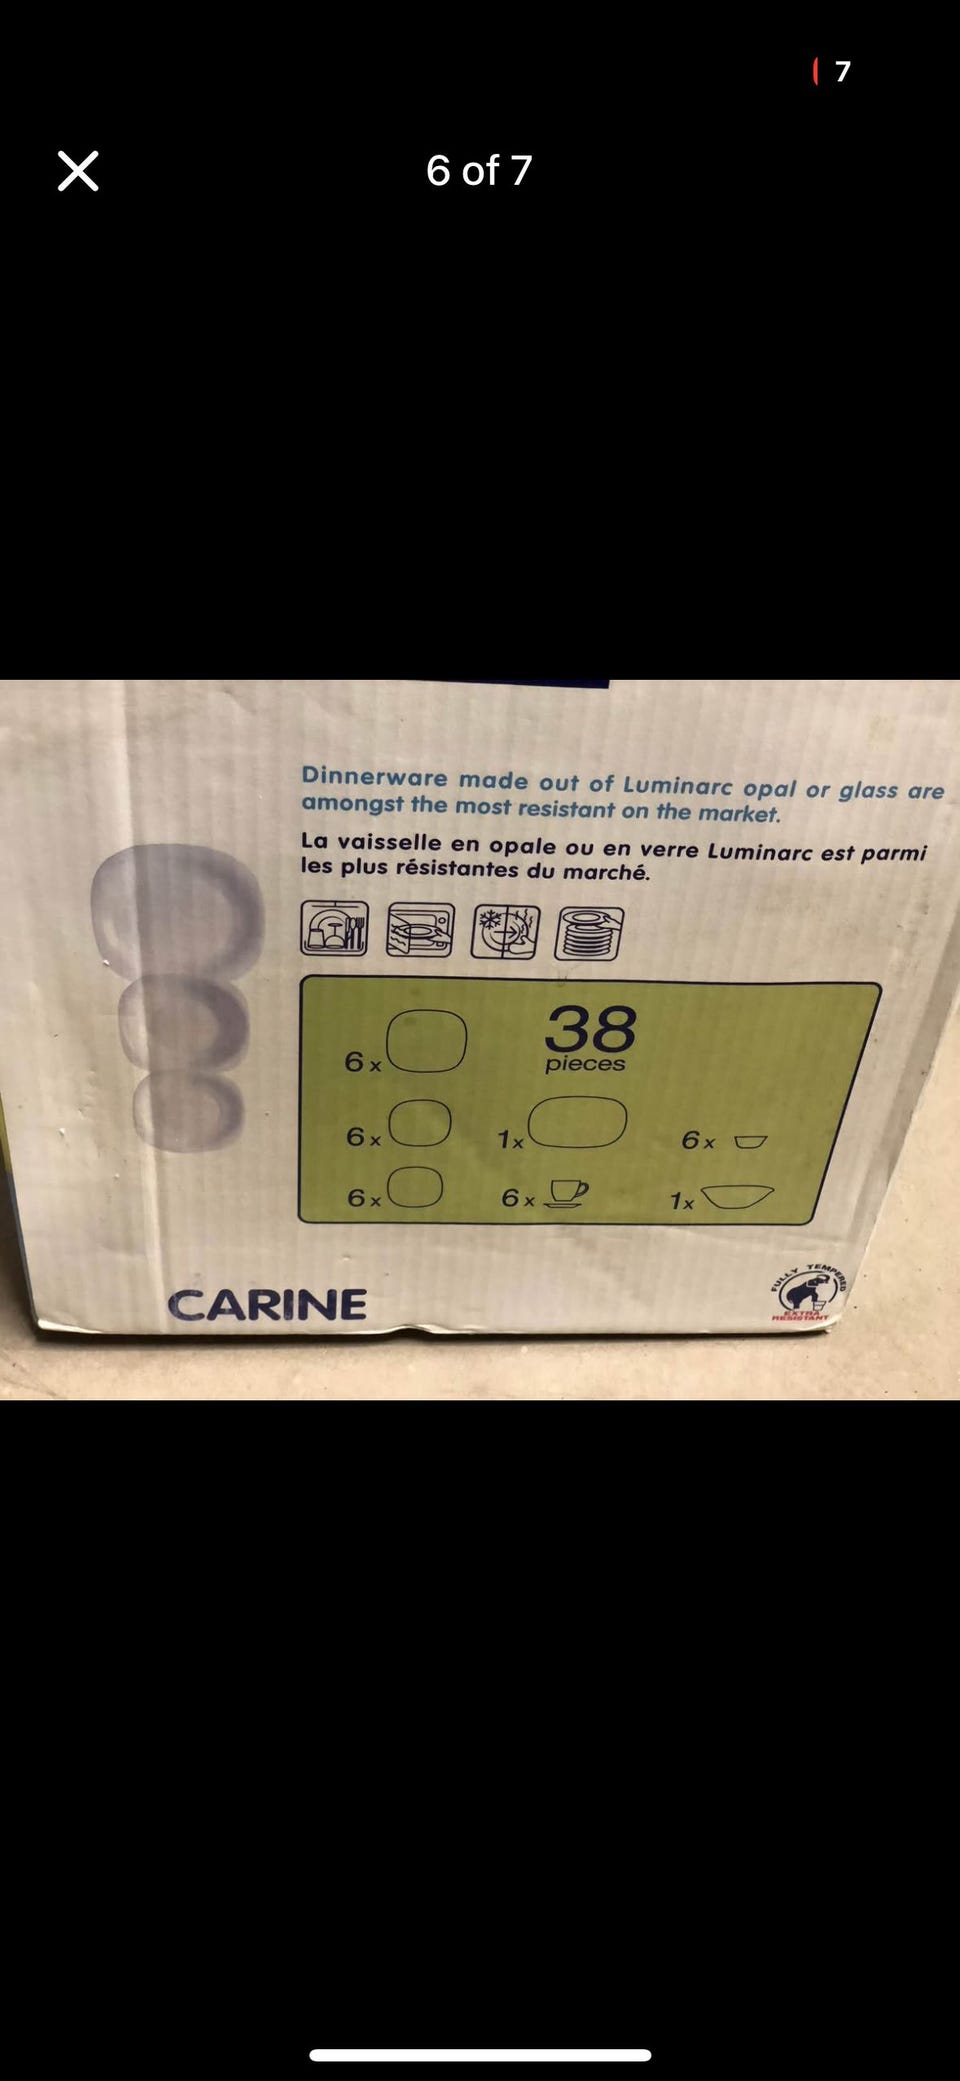 7
6 of 7
Dinnerware made out of Luminarc opal or glass are
amongst the most resistant on the market.
La vaisselle en opale ou en verre Luminarc est parmi
les plus résistantes du marché.
38
pieces
6x
6x
1x
6x
6x
6x
1x
CARINE
FULLY TEMPERED
EXTRA
RESISTANT